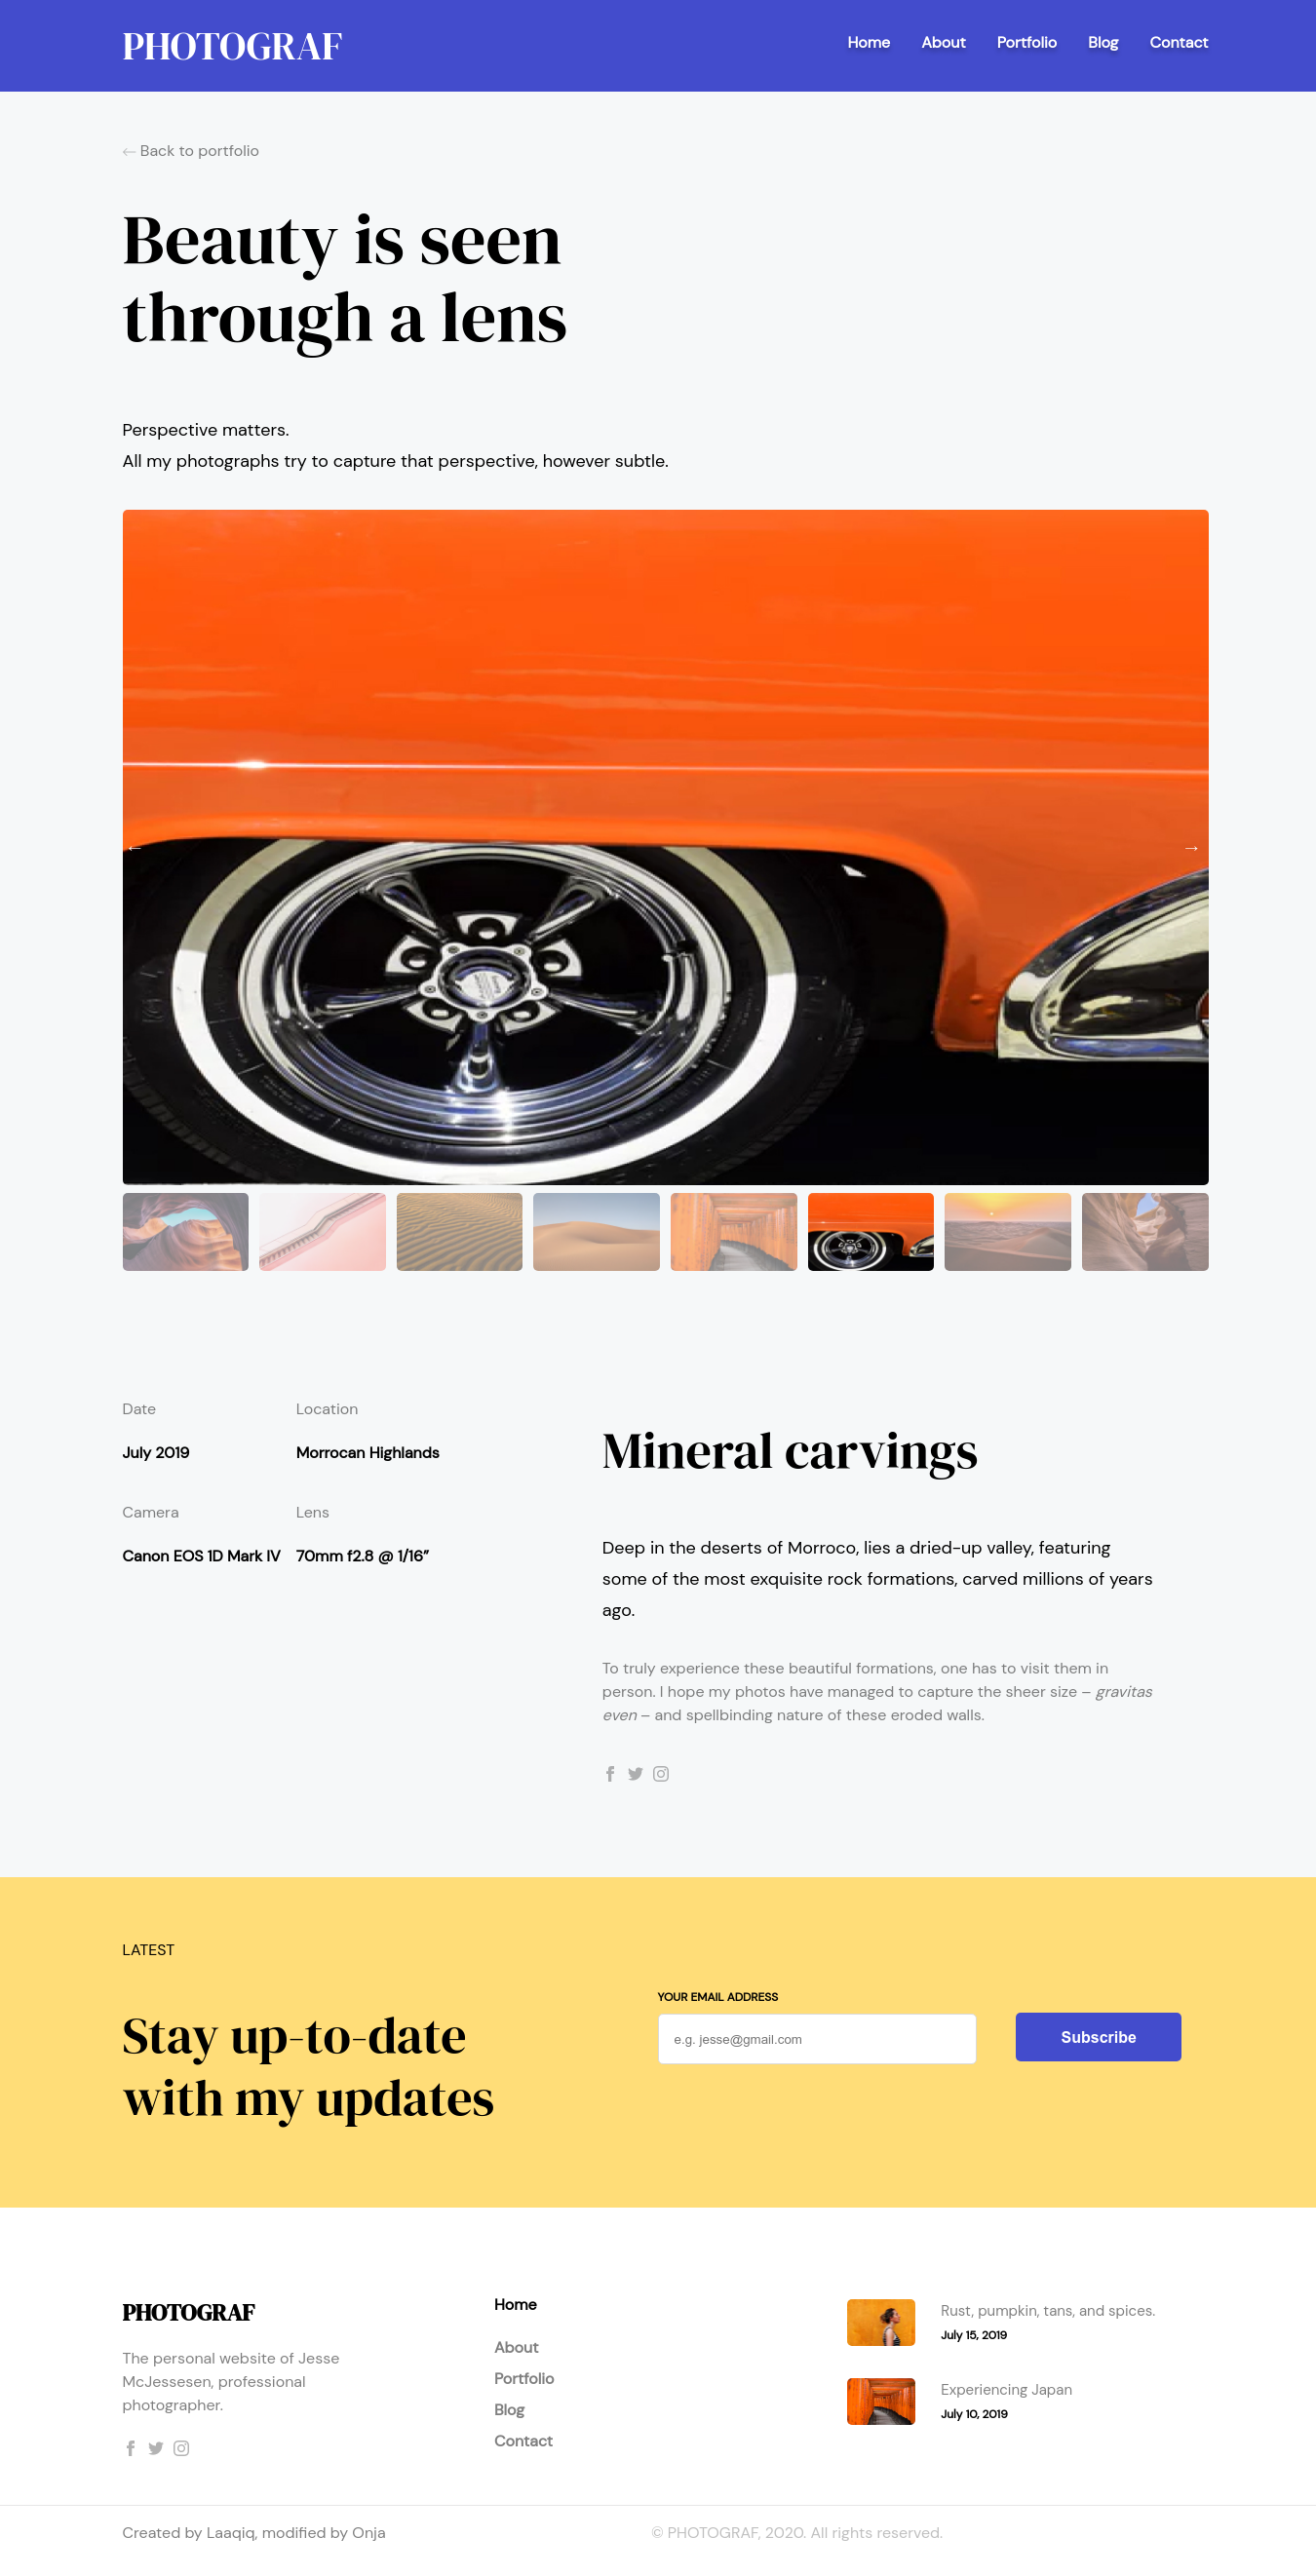 PHOTOGRAF
Home About Portfolio Blog Contact
← Back to portfolio
Beauty is seen
through a lens
Perspective matters.
All my photographs try to capture that perspective, however subtle.
← →
Date Location
July 2019 Morrocan Highlands
Camera Lens
Canon EOS 1D Mark IV 70mm f2.8 @ 1/16”
Mineral carvings
Deep in the deserts of Morroco, lies a dried-up valley, featuring
some of the most exquisite rock formations, carved millions of years
ago.
To truly experience these beautiful formations, one has to visit them in
person. I hope my photos have managed to capture the sheer size – gravitas
even – and spellbinding nature of these eroded walls.
LATEST
Stay up-to-date
with my updates
YOUR EMAIL ADDRESS
e.g. jesse@gmail.com
Subscribe
PHOTOGRAF
The personal website of Jesse
McJessesen, professional
photographer.
Home
About
Portfolio
Blog
Contact
Rust, pumpkin, tans, and spices.
July 15, 2019
Experiencing Japan
July 10, 2019
Created by Laaqiq, modified by Onja
© PHOTOGRAF, 2020. All rights reserved.